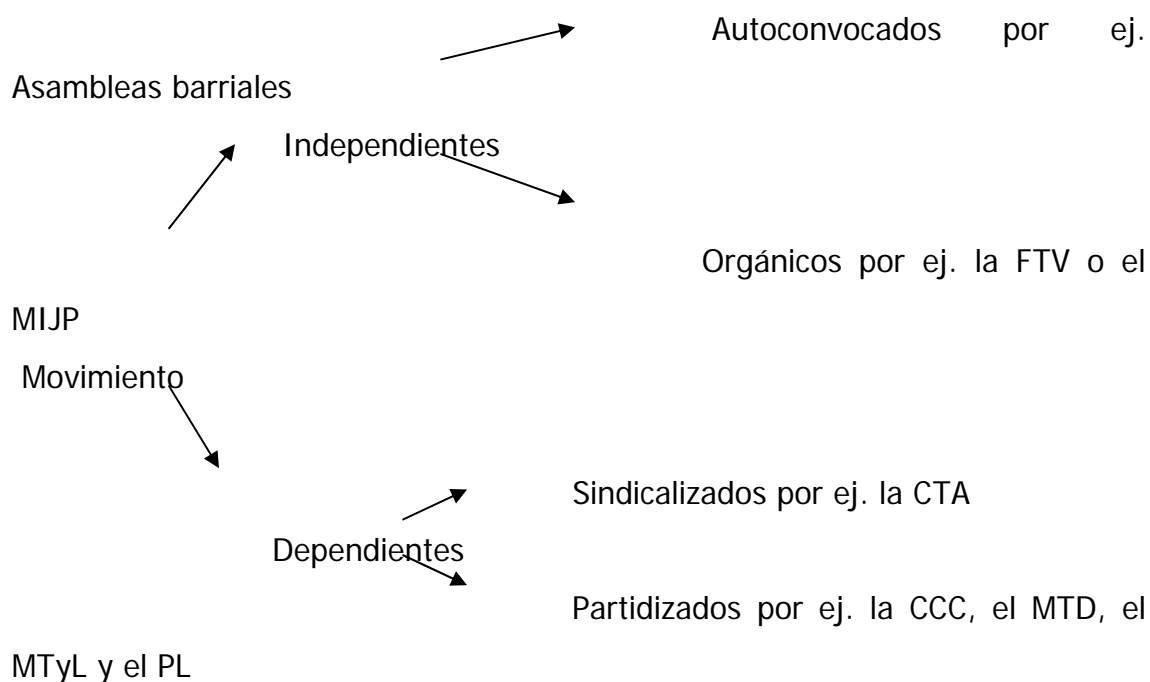 Autoconvocados por ej.
Asambleas barriales
Independientes
Orgánicos por ej. la FTV o el
MIJP
Movimiento
Sindicalizados por ej. la CTA
Dependientes
Partidizados por ej. la CCC, el MTD, el
MTyL y el PL